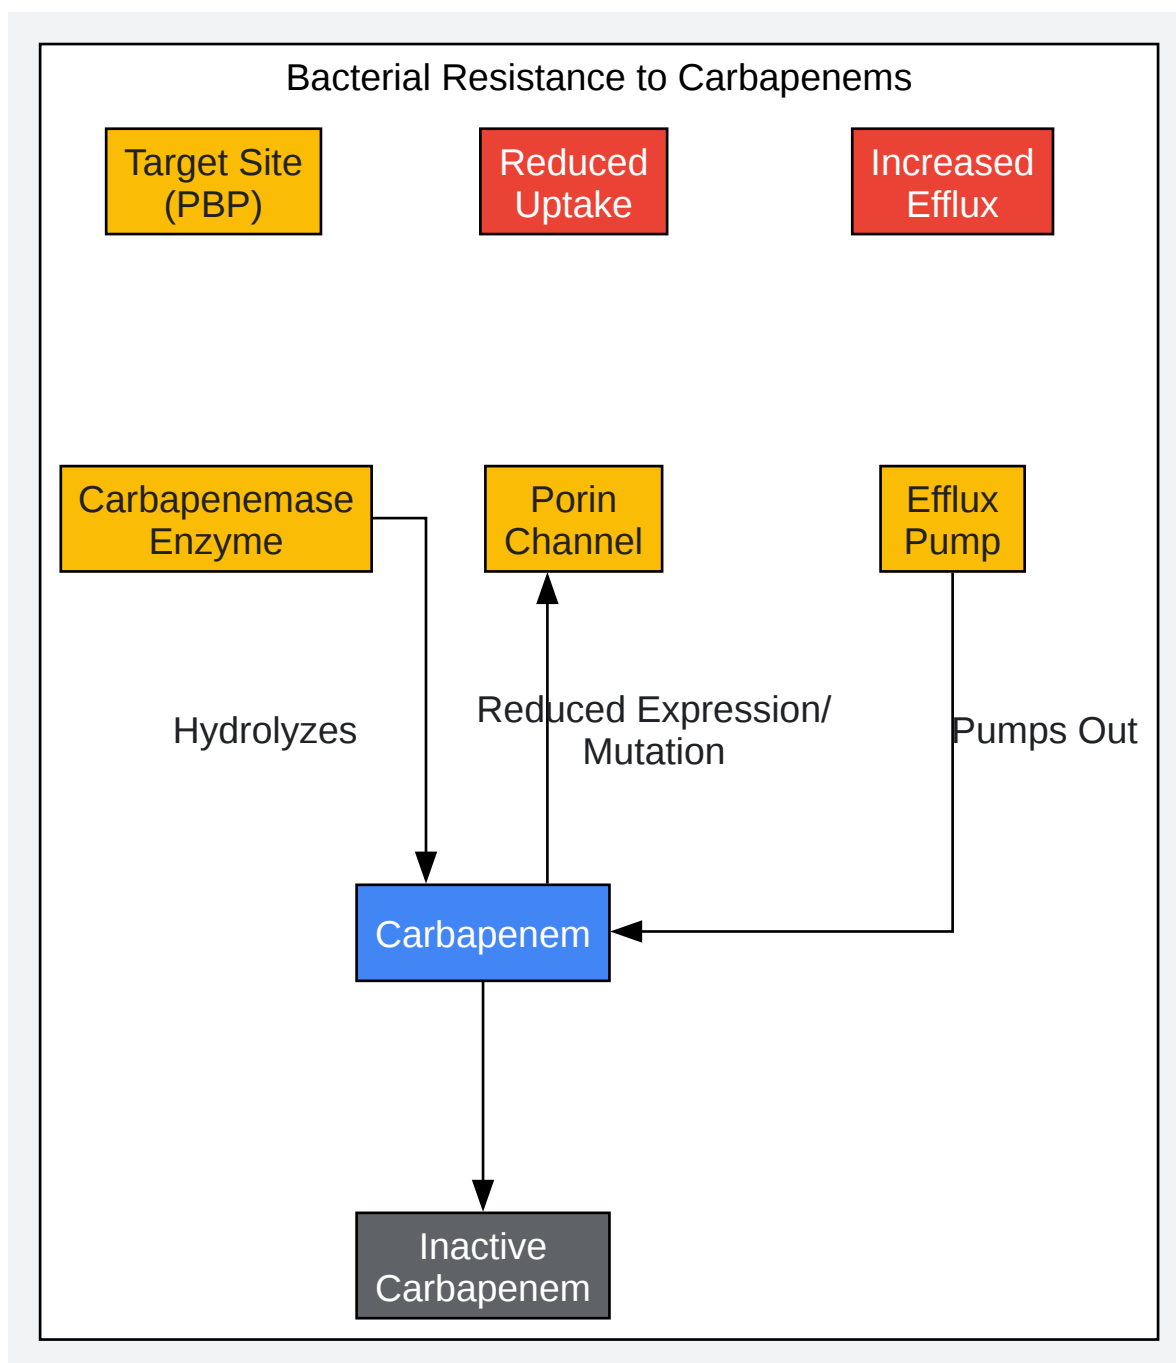 Bacterial Resistance to Carbapenems
Target Site
(PBP)
Reduced
Uptake
Increased
Efflux
Carbapenemase
Enzyme
Porin
Channel
Efflux
Pump
Hydrolyzes
Reduced Expression/
Mutation
Pumps Out
Carbapenem
Inactive
Carbapenem